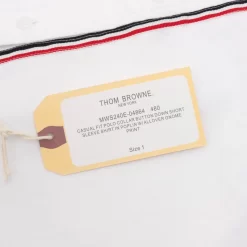 THOM BROWNE.
NEW YORK
MWS240E-04864 480
CASUAL FIT POLO COLLAR BUTTON DOWN SHORT
SLEEVE SHIRT IN POPLIN W/ALLOVER GNOME
PRINT
Size 1